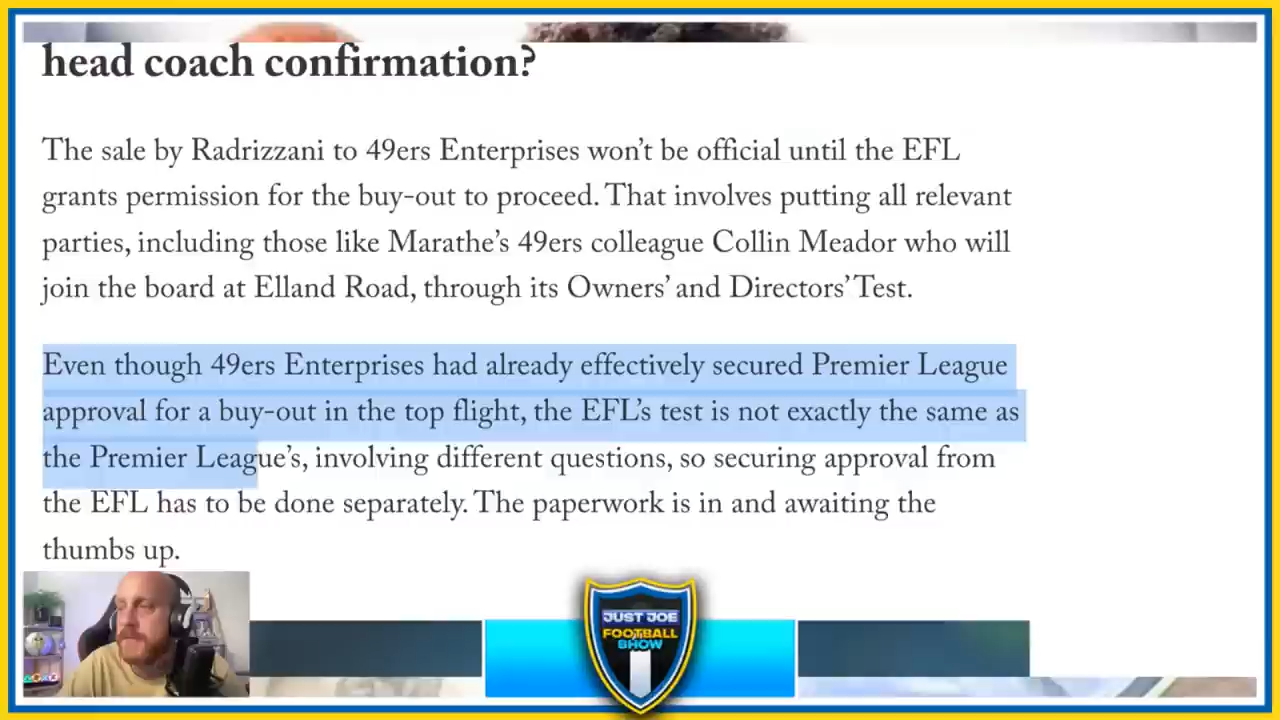 head coach confirmation?
The sale by Radrizzani to 49ers Enterprises won’t be official until the EFL
grants permission for the buy-out to proceed. That involves putting all relevant
parties, including those like Marathe’s 49ers colleague Collin Meador who will
join the board at Elland Road, through its Owners’ and Directors’ Test.
Even though 49ers Enterprises had already effectively secured Premier League
approval for a buy-out in the top flight, the EFL’s test is not exactly the same as
the Premier League’s, involving different questions, so securing approval from
the EFL has to be done separately. The paperwork is in and awaiting the
thumbs up.
JUST JOE
FOOTBALL
SHOW